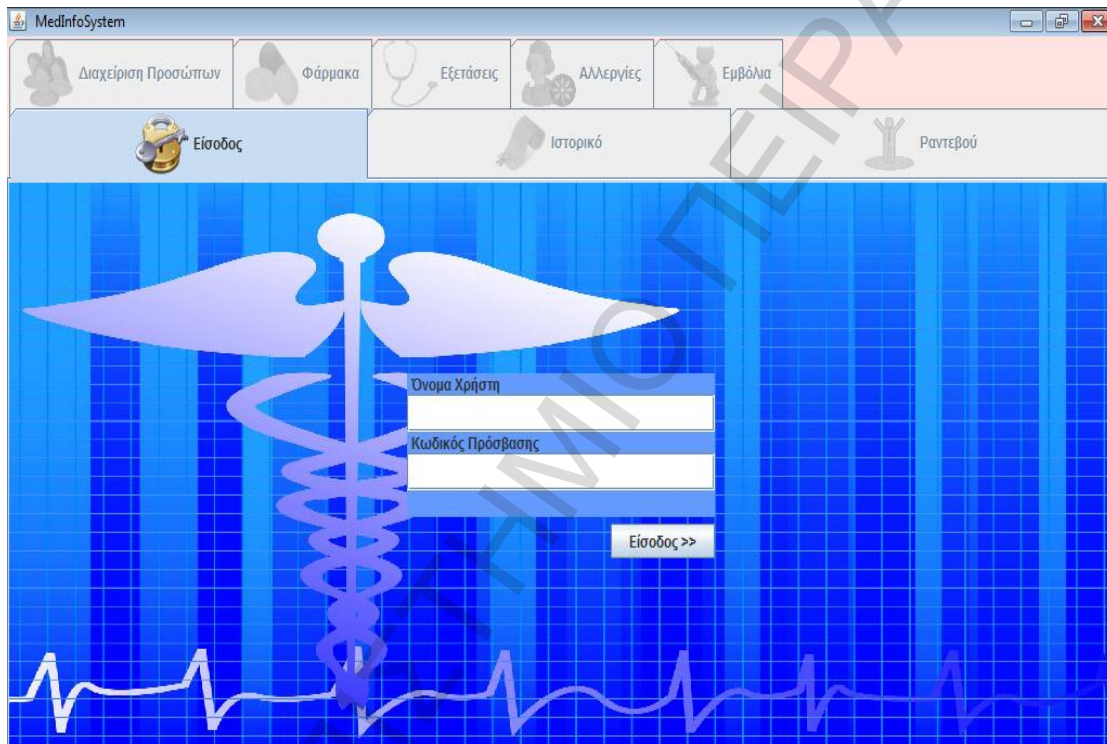 MedInfoSystem
Διαχείριση Προσώπων Φάρμακα Εξετάσεις Αλλεργίες Εμβόλια
Είσοδος Ιστορικό Ραντεβού
Όνομα Χρήστη
Κωδικός Πρόσβασης
Είσοδος >>